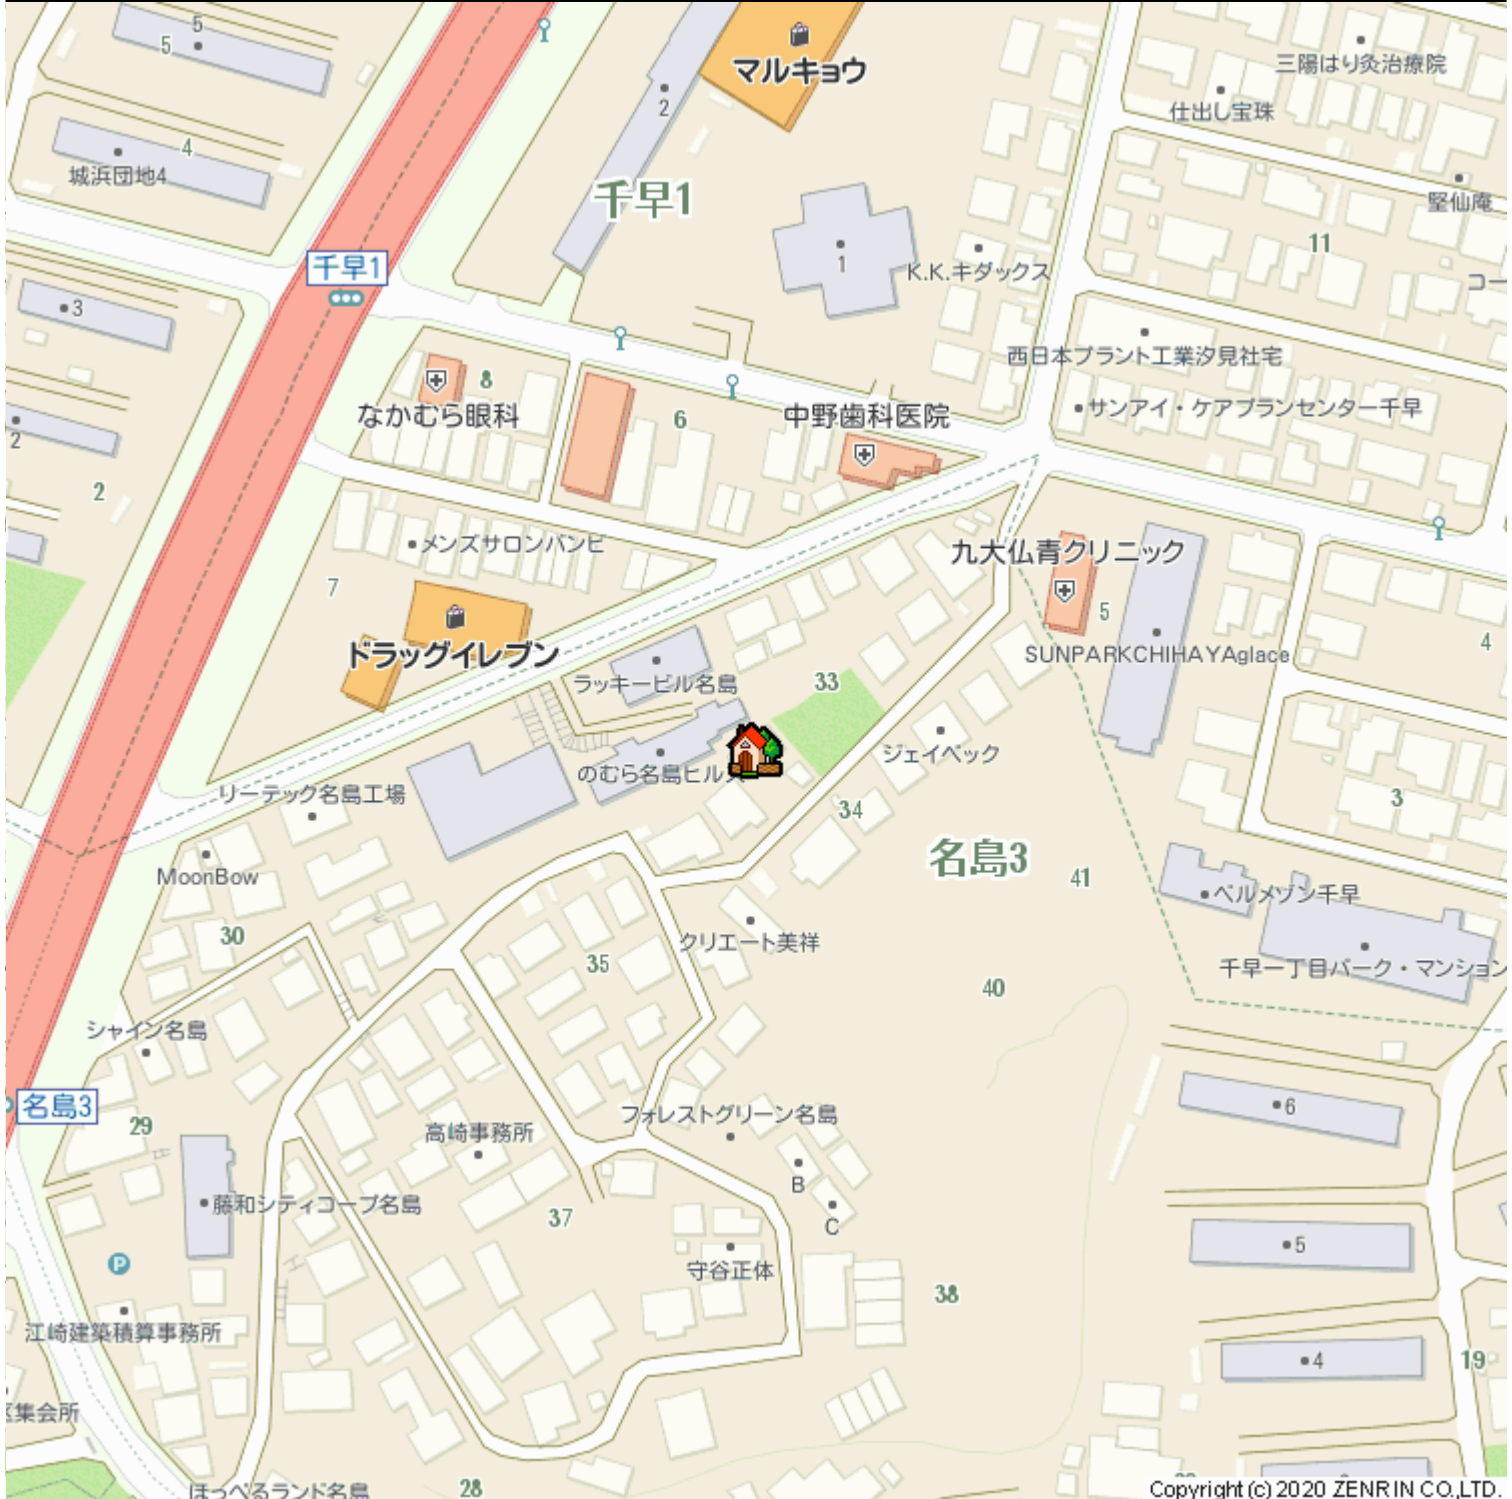 5
5
マルキョウ
三陽はり灸治療院
2
仕出し宝珠
4
城浜団地4
千早1
堅仙庵
11
1
千早1
K.K.キダックス
コー
3
西日本プラント工業汐見社宅
8
なかむら眼科
6
中野歯科医院
サンアイ・ケアプランセンター千早
2
2
メンズサロンバンビ
九大仏青クリニック
7
5
ドラッグイレブン
SUNPARKCHIHAYAglace
4
ラッキービル名島
33
ジェイペック
のむら名島ヒルズ
リーテック名島工場
34
3
名島3
MoonBow
41
ベルメゾン千早
30
クリエート美祥
35
千早一丁目パーク・マンション
40
シャイン名島
名島3
6
29
フォレストグリーン名島
高崎事務所
B
藤和シティコープ名島
C
37
5
P
守谷正体
38
江崎建築積算事務所
4
19
区集会所
28
ほっぺるランド名島
Copyright (c) 2020 ZENRIN CO.,LTD.